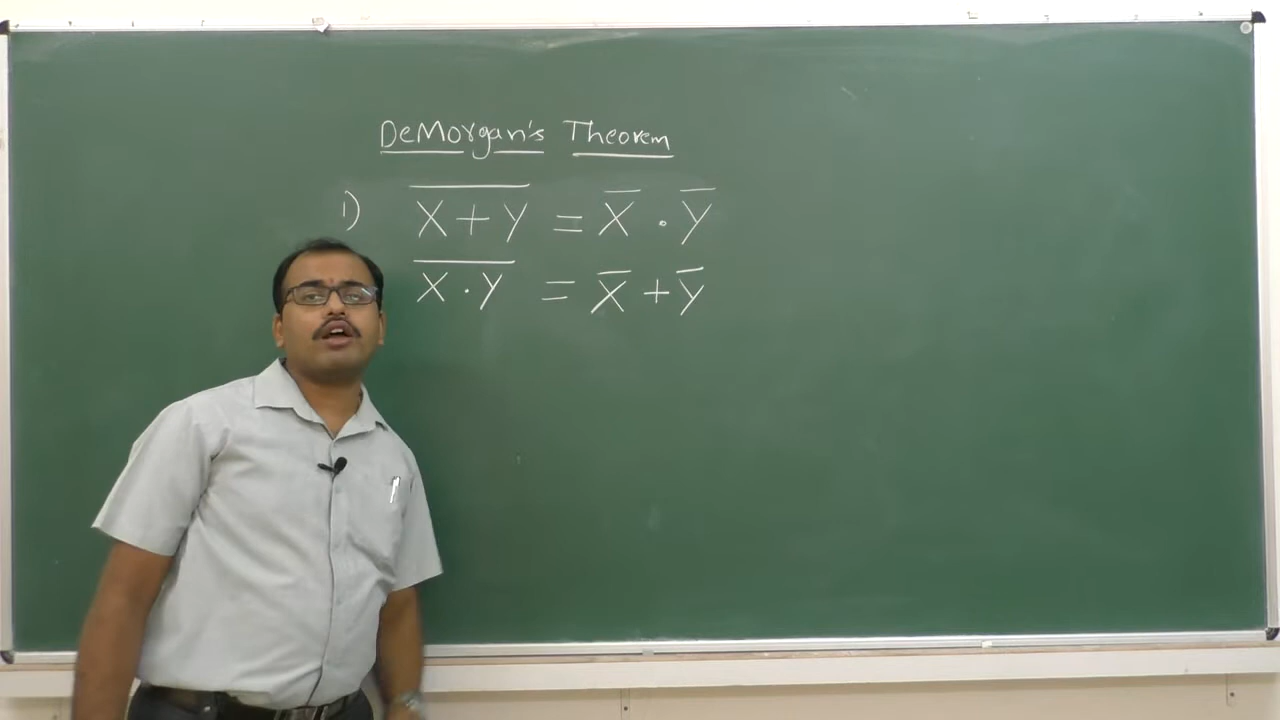 DeMorgan's Theorem
1) X̅ ̅+̅ ̅Y̅ = X̅ · Y̅
X̅ ̅·̅ ̅Y̅ = X̅ + Y̅